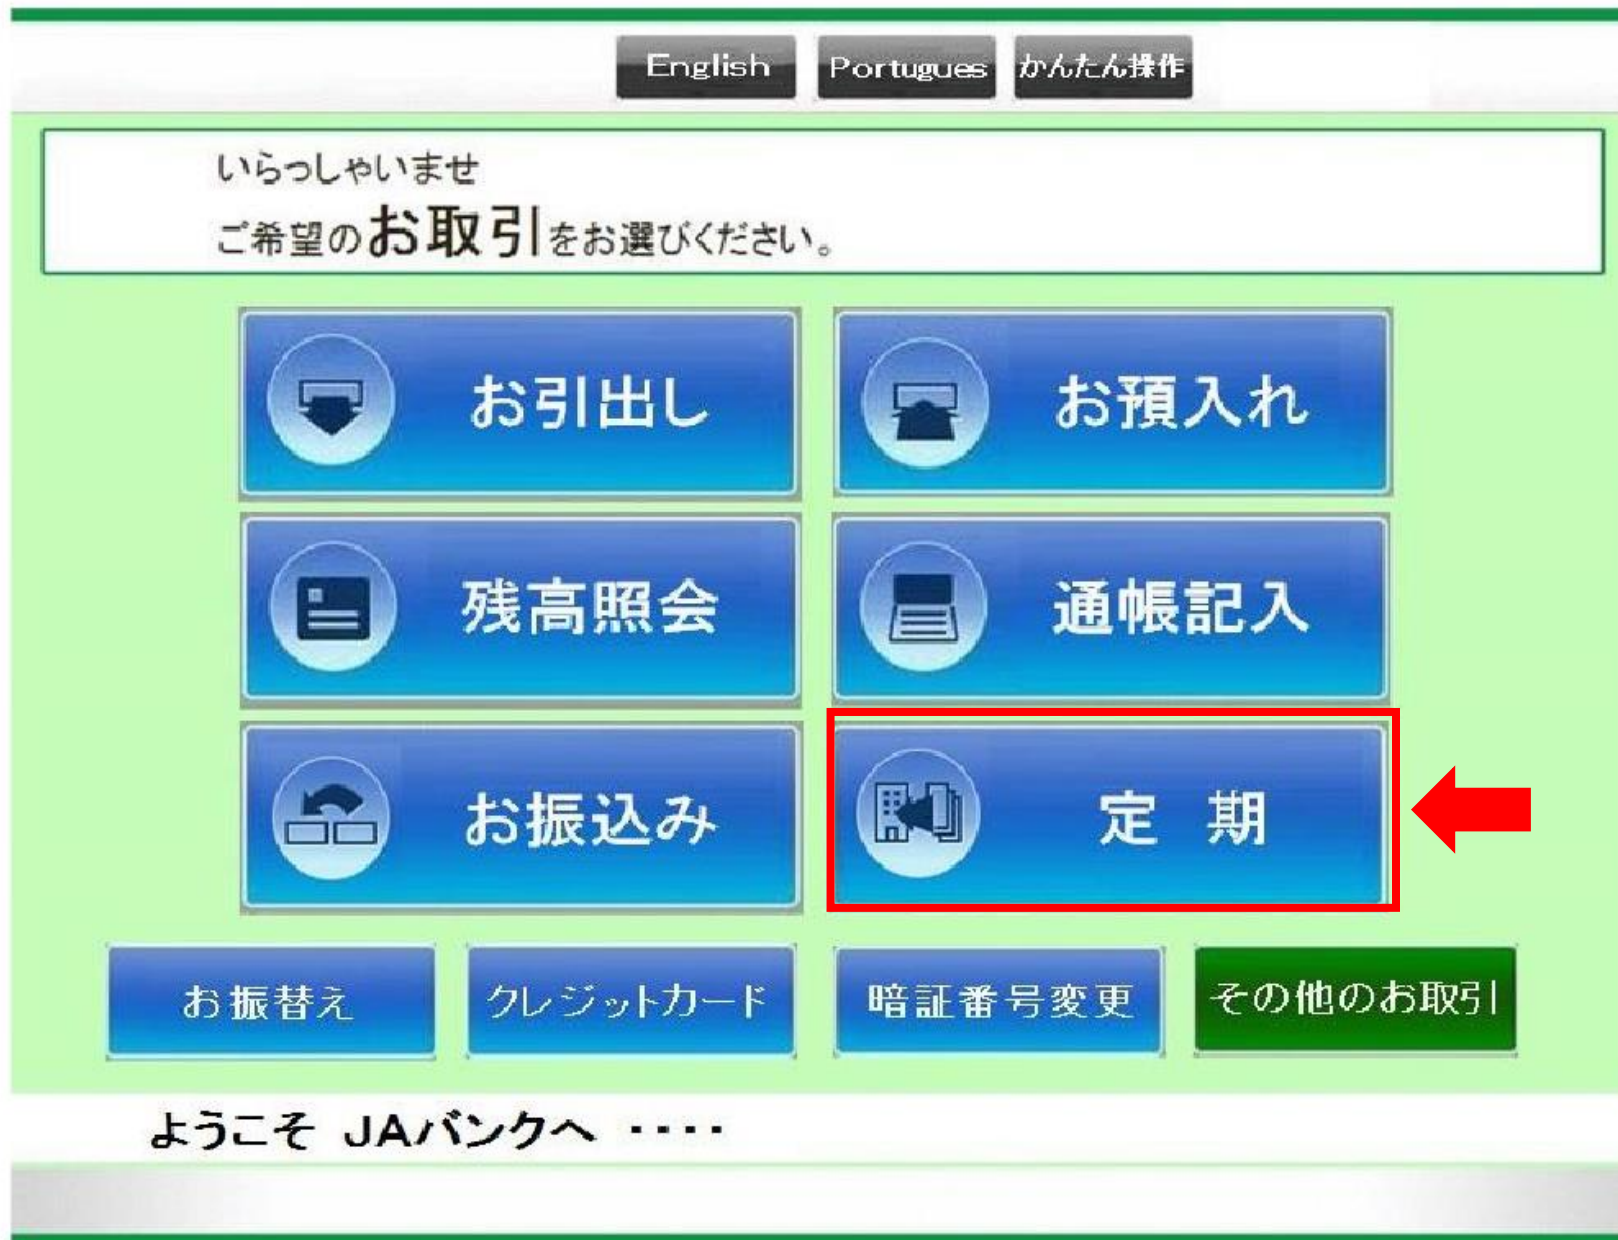 English Portugues かんたん操作
いらっしゃいませ
ご希望のお取引をお選びください。
お引出し お預入れ
残高照会 通帳記入
お振込み 定 期
お振替え クレジットカード 暗証番号変更 その他のお取引
ようこそ JAバンクへ ････